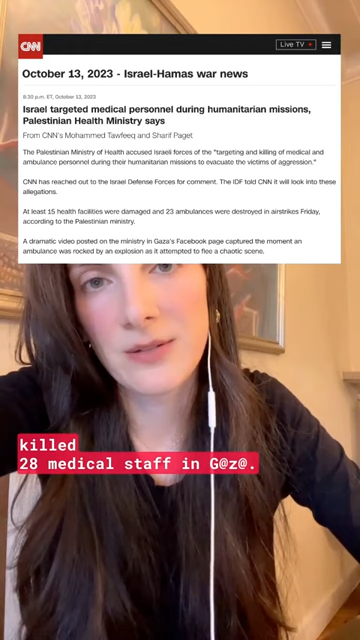 CNN
Live TV
October 13, 2023 - Israel-Hamas war news
8:30 p.m. ET, October 13, 2023
Israel targeted medical personnel during humanitarian missions,
Palestinian Health Ministry says
From CNN's Mohammed Tawfeeq and Sharif Paget
The Palestinian Ministry of Health accused Israeli forces of the "targeting and killing of medical and
ambulance personnel during their humanitarian missions to evacuate the victims of aggression."
CNN has reached out to the Israel Defense Forces for comment. The IDF told CNN it will look into these
allegations.
At least 15 health facilities were damaged and 23 ambulances were destroyed in airstrikes Friday,
according to the Palestinian ministry.
A dramatic video posted on the ministry in Gaza's Facebook page captured the moment an
ambulance was rocked by an explosion as it attempted to flee a chaotic scene.
killed
28 medical staff in G@z@.